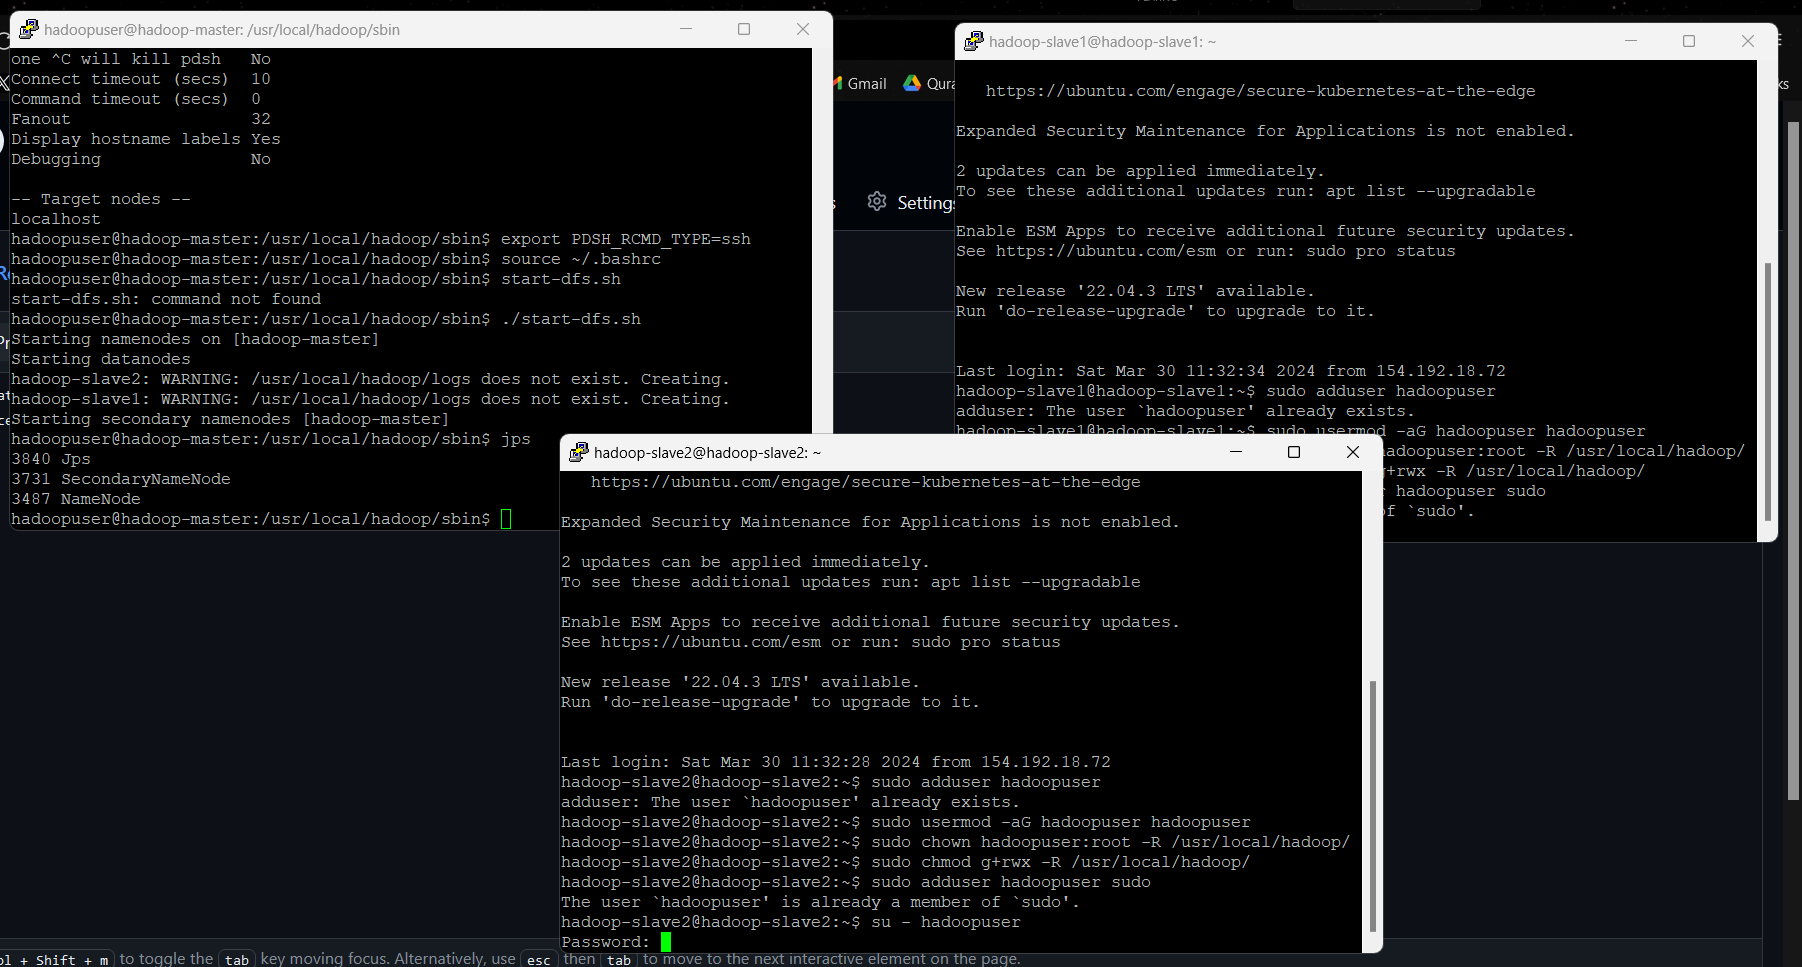 hadoopuser@hadoop-master: /usr/local/hadoop/sbin
one ^C will kill pdsh   No
Connect timeout (secs)  10
Command timeout (secs)  0
Fanout                  32
Display hostname labels Yes
Debugging               No
-- Target nodes --
localhost
hadoopuser@hadoop-master:/usr/local/hadoop/sbin$ export PDSH_RCMD_TYPE=ssh
hadoopuser@hadoop-master:/usr/local/hadoop/sbin$ source ~/.bashrc
hadoopuser@hadoop-master:/usr/local/hadoop/sbin$ start-dfs.sh
start-dfs.sh: command not found
hadoopuser@hadoop-master:/usr/local/hadoop/sbin$ ./start-dfs.sh
Starting namenodes on [hadoop-master]
Starting datanodes
hadoop-slave2: WARNING: /usr/local/hadoop/logs does not exist. Creating.
hadoop-slave1: WARNING: /usr/local/hadoop/logs does not exist. Creating.
Starting secondary namenodes [hadoop-master]
hadoopuser@hadoop-master:/usr/local/hadoop/sbin$ jps
3840 Jps
3731 SecondaryNameNode
3487 NameNode
hadoopuser@hadoop-master:/usr/local/hadoop/sbin$
Gmail
Settings
hadoop-slave1@hadoop-slave1: ~
https://ubuntu.com/engage/secure-kubernetes-at-the-edge
Expanded Security Maintenance for Applications is not enabled.
2 updates can be applied immediately.
To see these additional updates run: apt list --upgradable
Enable ESM Apps to receive additional future security updates.
See https://ubuntu.com/esm or run: sudo pro status
New release '22.04.3 LTS' available.
Run 'do-release-upgrade' to upgrade to it.
Last login: Sat Mar 30 11:32:34 2024 from 154.192.18.72
hadoop-slave1@hadoop-slave1:~$ sudo adduser hadoopuser
adduser: The user `hadoopuser' already exists.
hadoop-slave1@hadoop-slave1:~$ sudo usermod -aG hadoopuser hadoopuser
hadoopuser:root -R /usr/local/hadoop/
g+rwx -R /usr/local/hadoop/
hadoopuser sudo
of `sudo'.
hadoop-slave2@hadoop-slave2: ~
https://ubuntu.com/engage/secure-kubernetes-at-the-edge
Expanded Security Maintenance for Applications is not enabled.
2 updates can be applied immediately.
To see these additional updates run: apt list --upgradable
Enable ESM Apps to receive additional future security updates.
See https://ubuntu.com/esm or run: sudo pro status
New release '22.04.3 LTS' available.
Run 'do-release-upgrade' to upgrade to it.
Last login: Sat Mar 30 11:32:28 2024 from 154.192.18.72
hadoop-slave2@hadoop-slave2:~$ sudo adduser hadoopuser
adduser: The user `hadoopuser' already exists.
hadoop-slave2@hadoop-slave2:~$ sudo usermod -aG hadoopuser hadoopuser
hadoop-slave2@hadoop-slave2:~$ sudo chown hadoopuser:root -R /usr/local/hadoop/
hadoop-slave2@hadoop-slave2:~$ sudo chmod g+rwx -R /usr/local/hadoop/
hadoop-slave2@hadoop-slave2:~$ sudo adduser hadoopuser sudo
The user `hadoopuser' is already a member of `sudo'.
hadoop-slave2@hadoop-slave2:~$ su - hadoopuser
Password:
+ Shift + m to toggle the tab key moving focus. Alternatively, use esc then tab to move to the next interactive element on the page.